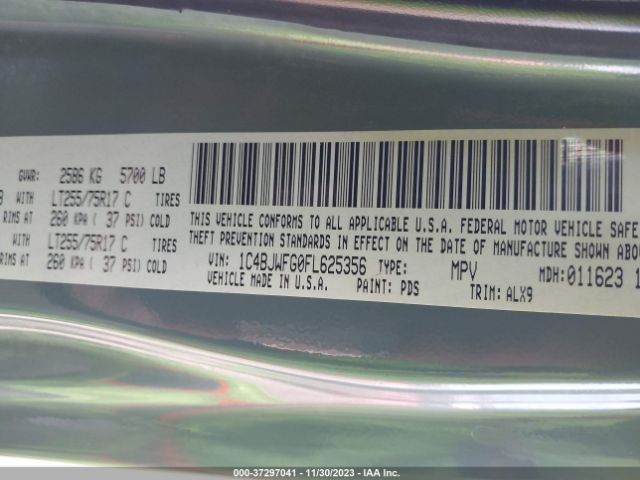 GVWR: 2586 KG 5700 LB
WITH LT255/75R17 C TIRES
RIMS AT 260 KPA ( 37 PSI) COLD
WITH LT255/75R17 C TIRES
RIMS AT 260 KPA ( 37 PSI) COLD
THIS VEHICLE CONFORMS TO ALL APPLICABLE U.S.A. FEDERAL MOTOR VEHICLE SAFE
THEFT PREVENTION STANDARDS IN EFFECT ON THE DATE OF MANUFACTURE SHOWN ABO
VIN: 1C4BJWFG0FL625356 TYPE: MPV MDH: 011623 1
VEHICLE MADE IN U.S.A. PAINT: PDS TRIM: ALX9
000-37297041 - 11/30/2023 - IAA Inc.